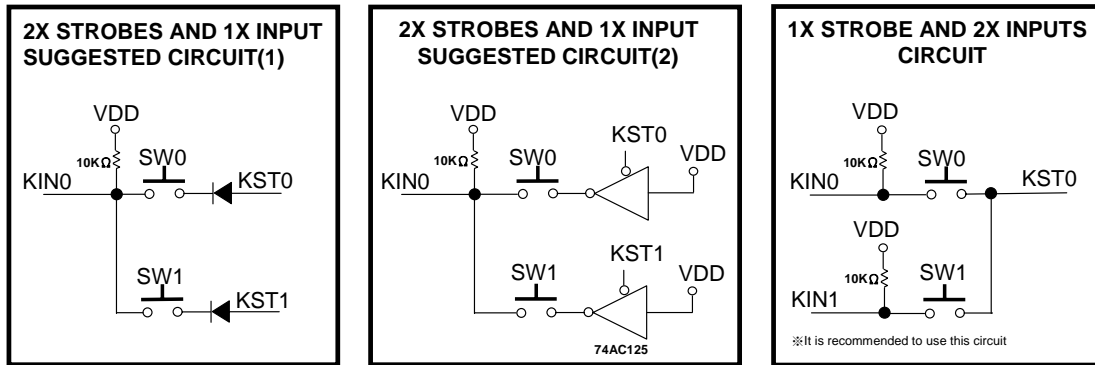 2X STROBES AND 1X INPUT
SUGGESTED CIRCUIT(1)
VDD
10KΩ
SW0
KIN0
KST0
SW1
KST1
2X STROBES AND 1X INPUT
SUGGESTED CIRCUIT(2)
VDD
KST0
VDD
10KΩ
SW0
KIN0
KST1
SW1
VDD
74AC125
1X STROBE AND 2X INPUTS
CIRCUIT
VDD
10KΩ
SW0
KIN0
KST0
VDD
10KΩ
SW1
KIN1
※It is recommended to use this circuit